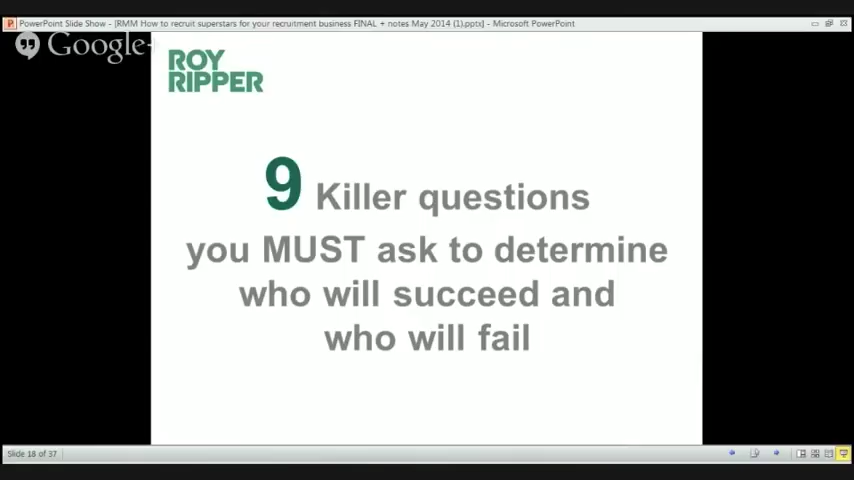 PowerPoint Slide Show - [RMM How to recruit superstars for your recruitment business FINAL + notes May 2014 (1).pptx] - Microsoft PowerPoint
Google+
ROY
RIPPER
9 Killer questions
you MUST ask to determine
who will succeed and
who will fail
Slide 18 of 37